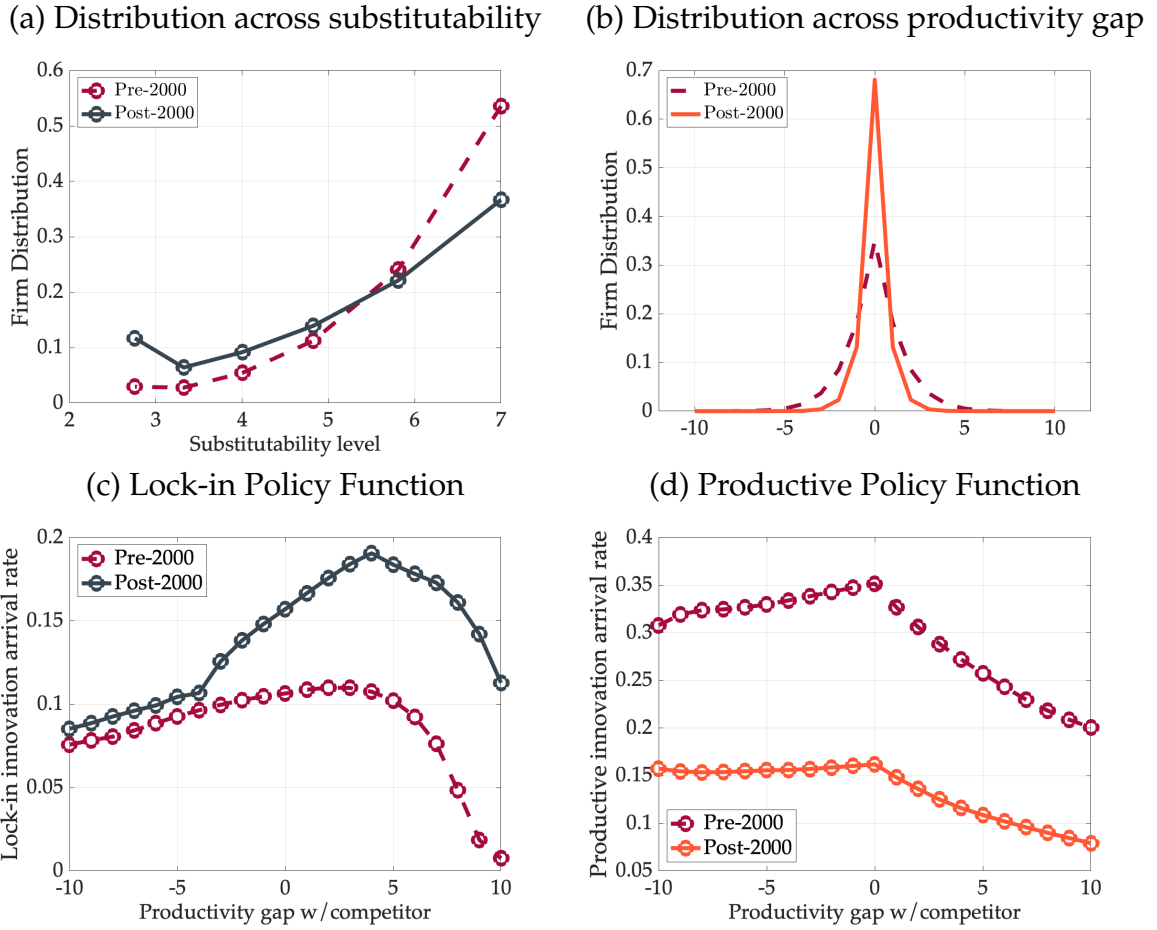 (a) Distribution across substitutability
0.6
0.5
0.4
0.3
0.2
0.1
0
Firm Distribution
Pre-2000
Post-2000
2 3 4 5 6 7
Substitutability level
(b) Distribution across productivity gap
0.7
0.6
0.5
0.4
0.3
0.2
0.1
0
Firm Distribution
Pre-2000
Post-2000
-10 -5 0 5 10
(c) Lock-in Policy Function
0.2
0.15
0.1
0.05
0
Lock-in innovation arrival rate
Pre-2000
Post-2000
-10 -5 0 5 10
Productivity gap w/competitor
(d) Productive Policy Function
0.4
0.35
0.3
0.25
0.2
0.15
0.1
0.05
Productive innovation arrival rate
Pre-2000
Post-2000
-10 -5 0 5 10
Productivity gap w/competitor